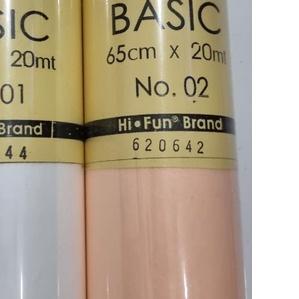 SIC
20mt
01
Brand
44
BASIC
65cm x 20mt
No. 02
Hi•Fun® Brand
620642